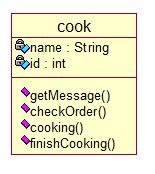 cook
name : String
id : int
getMessage()
checkOrder()
cooking()
finishCooking()